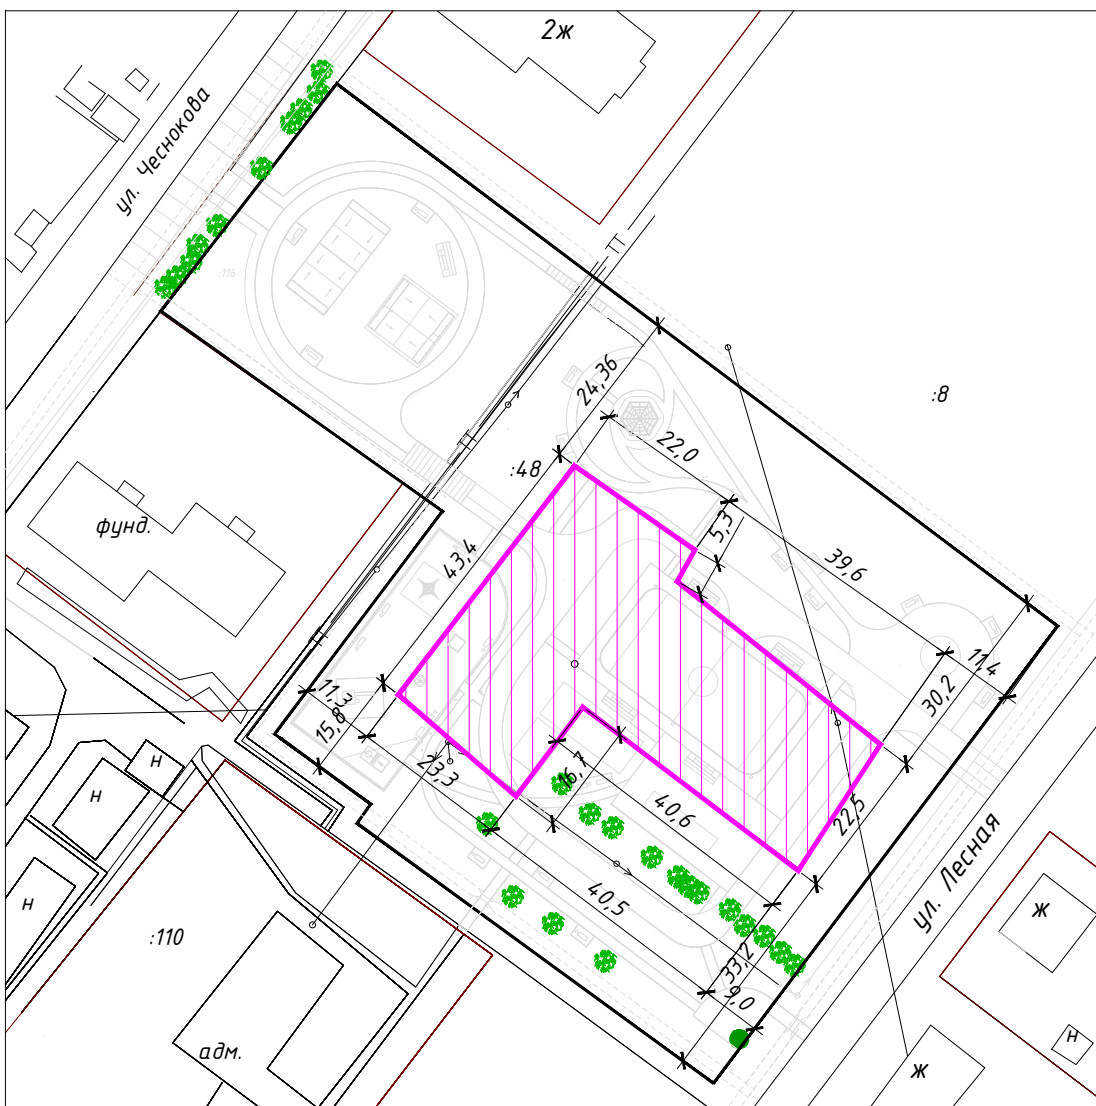 2ж
ул. Чеснокова
:116
ТТ
:8
24,36
22,0
:48
5,3
39,6
43,4
фунд.
11,4
30,2
11,3
15,8
23,3
16,7
40,6
22,5
н
н
н
40,5
ул. Лесная
ж
:110
33,2
9,0
адм.
н
ж